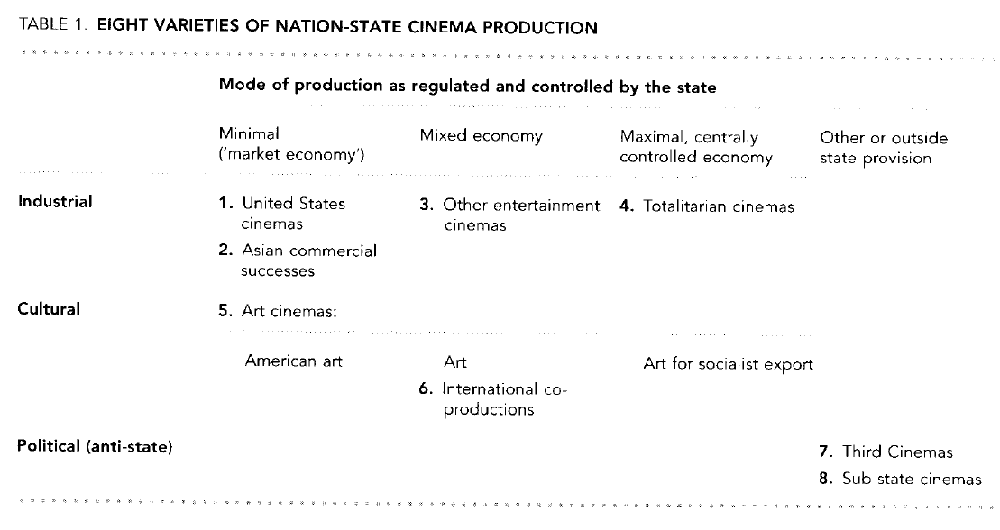 TABLE 1. EIGHT VARIETIES OF NATION-STATE CINEMA PRODUCTION
Mode of production as regulated and controlled by the state
Minimal
('market economy')
Mixed economy
Maximal, centrally
controlled economy
Other or outside
state provision
Industrial
1. United States
cinemas
2. Asian commercial
successes
3. Other entertainment
cinemas
4. Totalitarian cinemas
Cultural
5. Art cinemas:
American art
Art
6. International co-
productions
Art for socialist export
Political (anti-state)
7. Third Cinemas
8. Sub-state cinemas